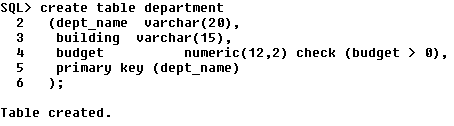 SQL> create table department
2 (dept_name varchar(20),
3 building varchar(15),
4 budget numeric(12,2) check (budget > 0),
5 primary key (dept_name)
6 );
Table created.